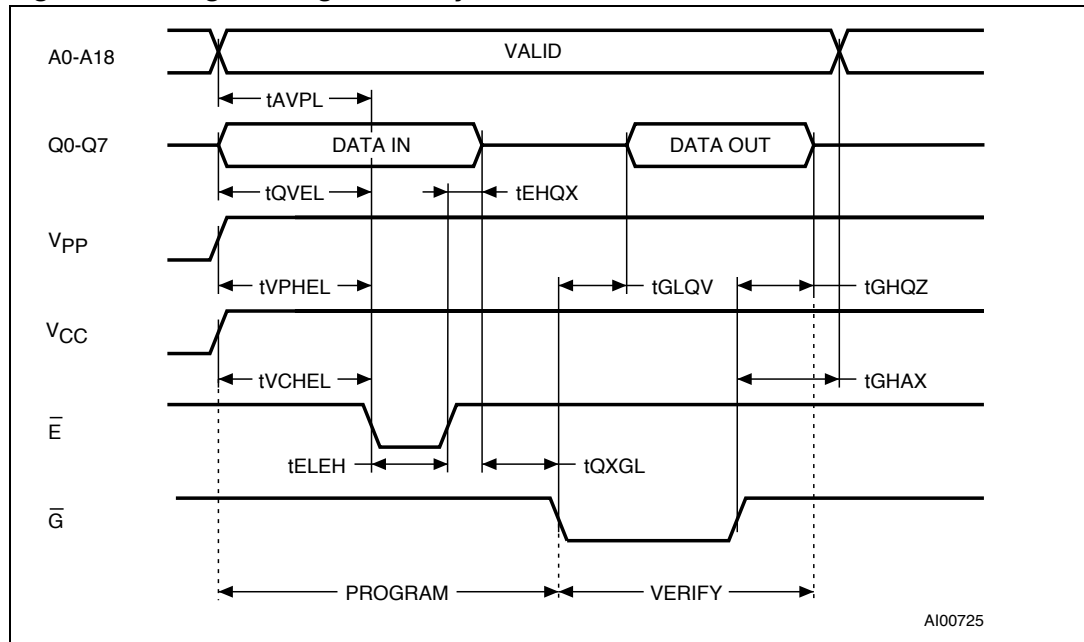 A0-A18
VALID
tAVPL
Q0-Q7
DATA IN
DATA OUT
tQVEL
tEHQX
VPP
tVPHEL
tGLQV
tGHQZ
VCC
tVCHEL
tGHAX
E̅
tELEH
tQXGL
G̅
PROGRAM
VERIFY
AI00725